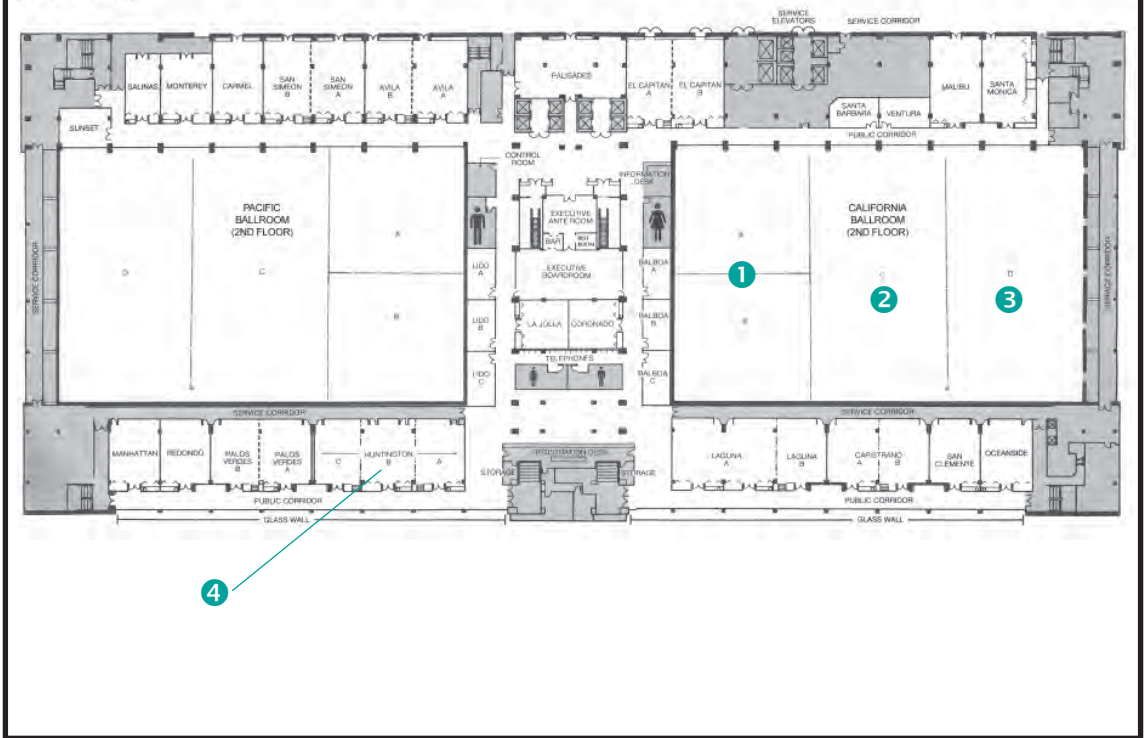 SERVICE
ELEVATORS
SERVICE CORRIDOR
SALINAS
MONTEREY
CARMEL
SAN
SIMEON
B
SAN
SIMEON
A
AVILA
B
AVILA
A
PALISADES
EL CAPITAN
A
EL CAPITAN
B
SANTA
BARBARA
VENTURA
MALIBU
SANTA
MONICA
SUNSET
PUBLIC CORRIDOR
CONTROL
ROOM
INFORMATION
DESK
PACIFIC
BALLROOM
(2ND FLOOR)
A
B
C
D
SERVICE CORRIDOR
EXECUTIVE
ANTE ROOM
BAR
EXECUTIVE
BOARDROOM
LIDO
A
LIDO
B
LIDO
C
LA JOLLA
CORONADO
TELEPHONES
BALBOA
A
BALBOA
B
BALBOA
C
CALIFORNIA
BALLROOM
(2ND FLOOR)
A
1
B
C
2
D
3
SERVICE CORRIDOR
SERVICE CORRIDOR
SERVICE CORRIDOR
MANHATTAN
REDONDO
PALOS
VERDES
B
PALOS
VERDES
A
C
HUNTINGTON
B
A
REGISTRATION DESK
STORAGE
STORAGE
LAGUNA
A
LAGUNA
B
CAPISTRANO
A
B
SAN
CLEMENTE
OCEANSIDE
PUBLIC CORRIDOR
PUBLIC CORRIDOR
GLASS WALL
GLASS WALL
4